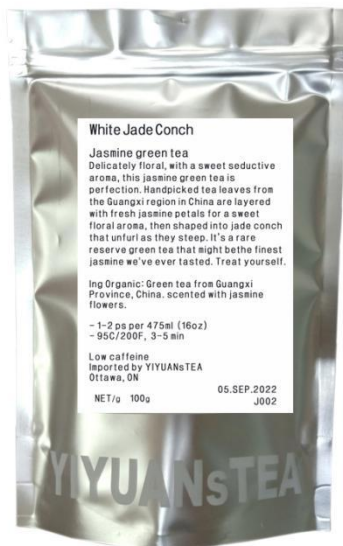 White Jade Conch
Jasmine green tea
Delicately floral, with a sweet seductive
aroma, this jasmine green tea is
perfection. Handpicked tea leaves from
the Guangxi region in China are layered
with fresh jasmine petals for a sweet
floral aroma, then shaped into jade conch
that unfurl as they steep. It's a rare
reserve green tea that might bethe finest
jasmine we've ever tasted. Treat yourself.
Ing Organic: Green tea from Guangxi
Province, China. scented with jasmine
flowers.
- 1-2 ps per 475ml (16oz)
- 95C/200F, 3-5 min
Low caffeine
Imported by YIYUANsTEA
Ottawa, ON
05.SEP.2022
NET/g 100g
J002
YIYUANsTEA